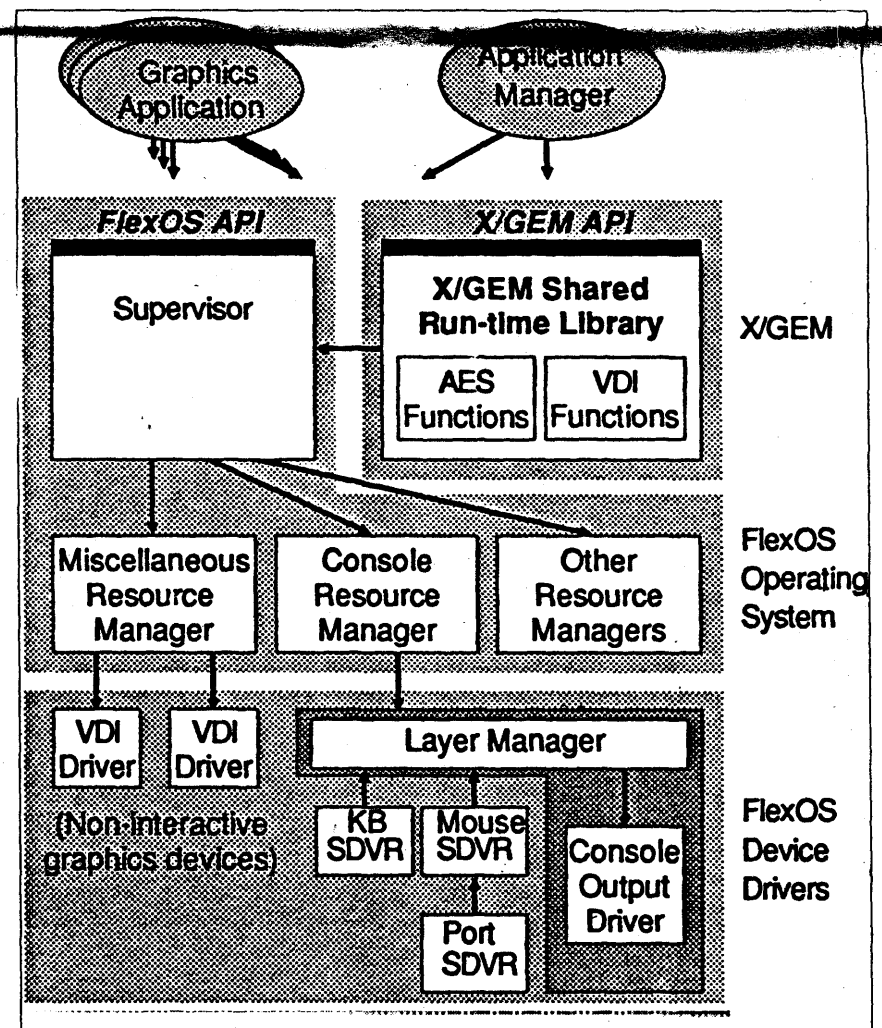 Graphics
Application
Application
Manager
FlexOS API
X/GEM API
Supervisor
X/GEM Shared
Run-time Library
AES
Functions
VDI
Functions
X/GEM
Miscellaneous
Resource
Manager
Console
Resource
Manager
Other
Resource
Managers
FlexOS
Operating
System
VDI
Driver
VDI
Driver
(Non-interactive
graphics devices)
Layer Manager
KB
SDVR
Mouse
SDVR
Port
SDVR
Console
Output
Driver
FlexOS
Device
Drivers